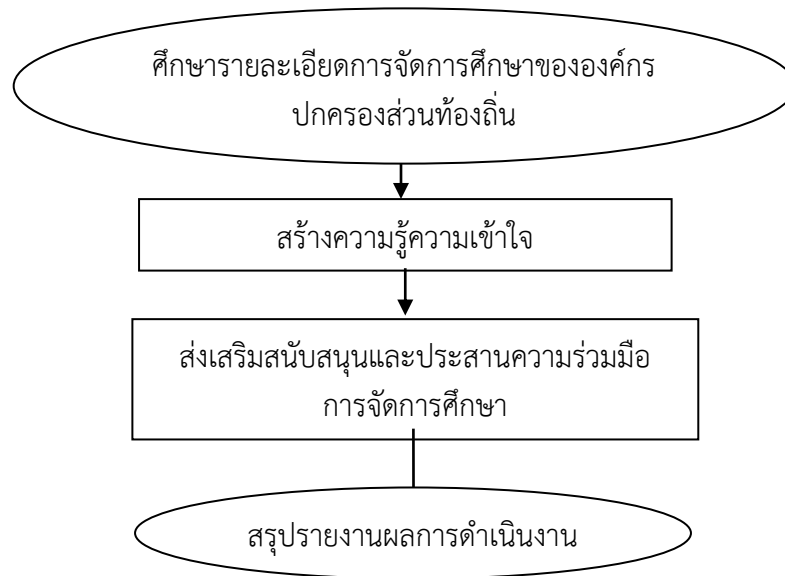 ศึกษารายละเอียดการจัดการศึกษาขององค์กร
ปกครองส่วนท้องถิ่น
สร้างความรู้ความเข้าใจ
ส่งเสริมสนับสนุนและประสานความร่วมมือ
การจัดการศึกษา
สรุปรายงานผลการดำเนินงาน